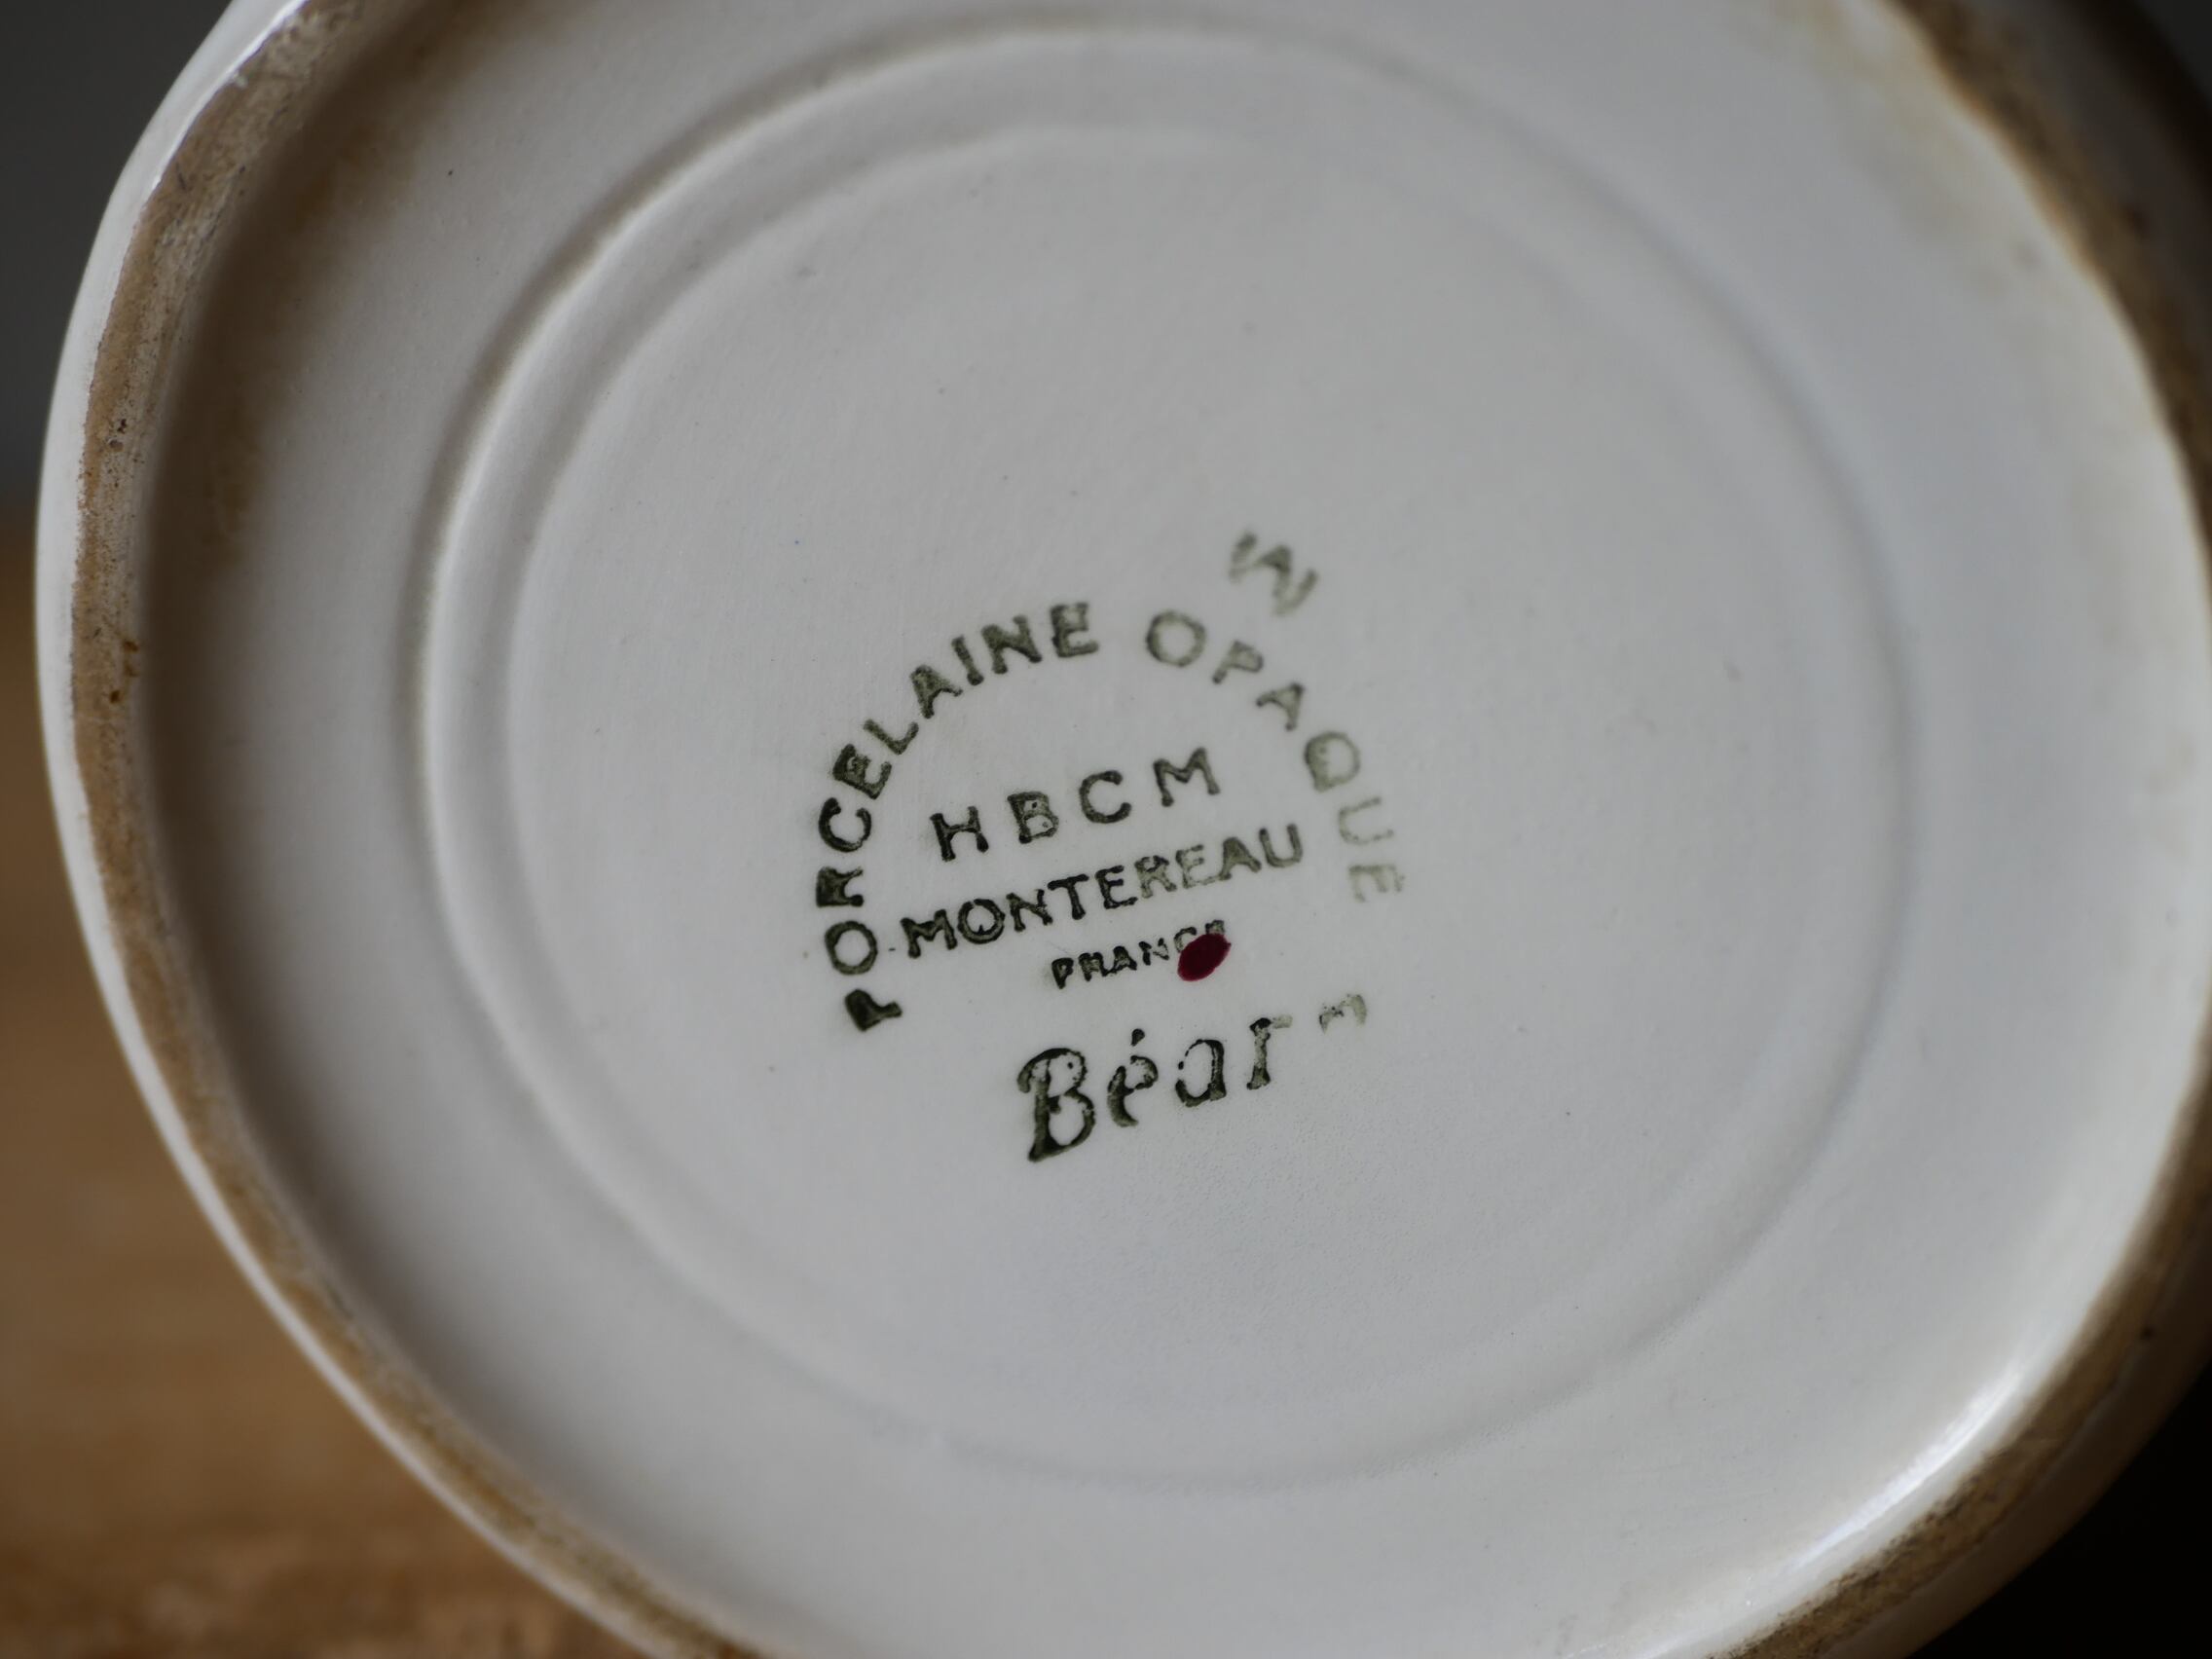 M
PORCELAINE OPAQUE
HBCM
MONTEREAU
FRANCE
Béarn